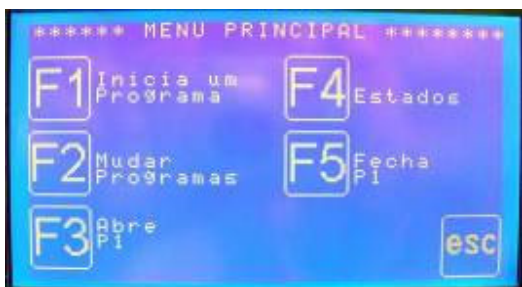 ****** MENU PRINCIPAL ********
F1 Inicia um
Programa
F4 Estados
F2 Mudar
Programas
F5 Fecha
P1
F3 Abre
P1
esc